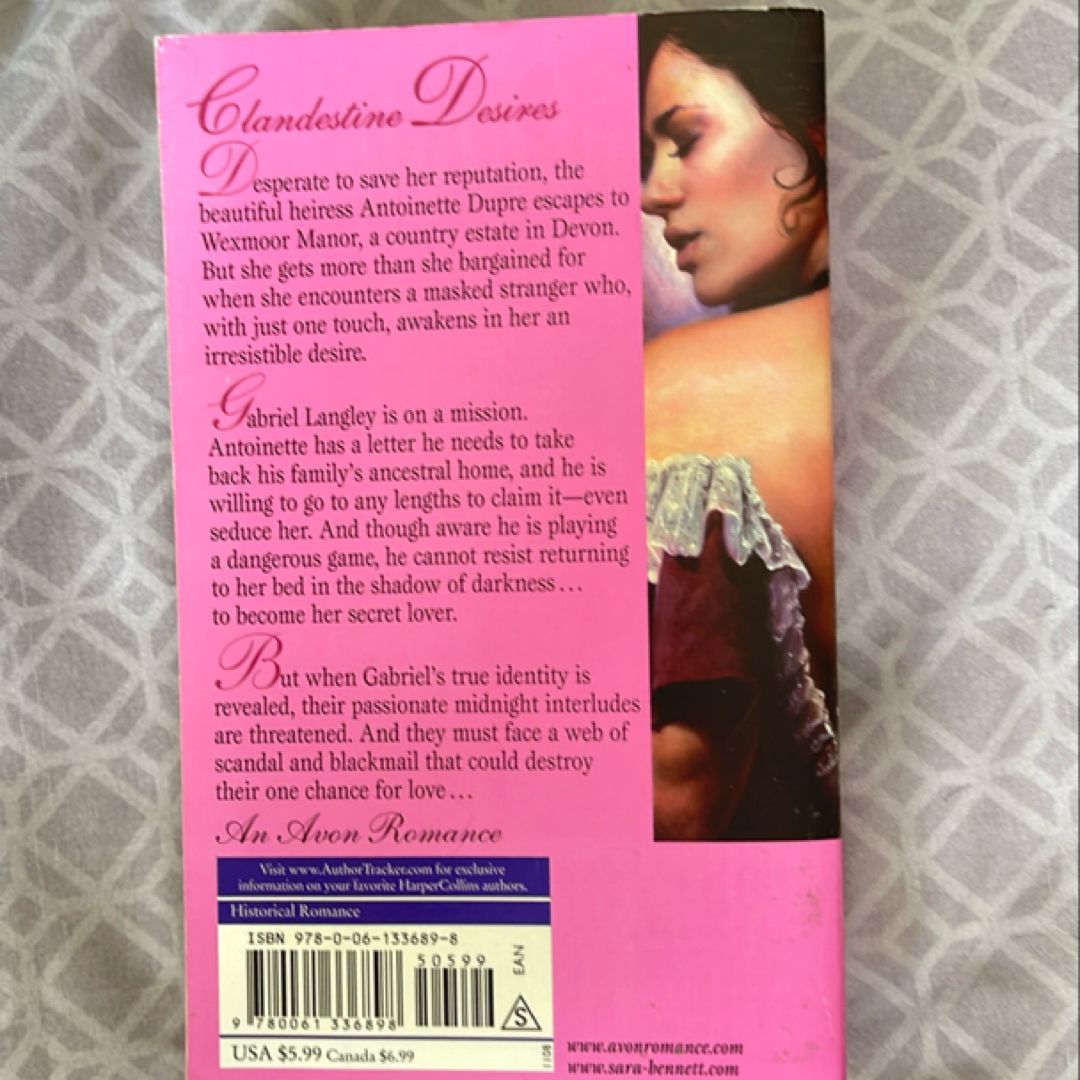 Clandestine Desires
Desperate to save her reputation, the
beautiful heiress Antoinette Dupre escapes to
Wexmoor Manor, a country estate in Devon.
But she gets more than she bargained for
when she encounters a masked stranger who,
with just one touch, awakens in her an
irresistible desire.
Gabriel Langley is on a mission.
Antoinette has a letter he needs to take
back his family's ancestral home, and he is
willing to go to any lengths to claim it—even
seduce her. And though aware he is playing
a dangerous game, he cannot resist returning
to her bed in the shadow of darkness...
to become her secret lover.
But when Gabriel's true identity is
revealed, their passionate midnight interludes
are threatened. And they must face a web of
scandal and blackmail that could destroy
their one chance for love...
An Avon Romance
Visit www.AuthorTracker.com for exclusive
information on your favorite HarperCollins authors.
Historical Romance
ISBN 978-0-06-133689-8
50599
EAN
9 780061 336898
S
USA $5.99 Canada $6.99
1108
www.avonromance.com
www.sara-bennett.com